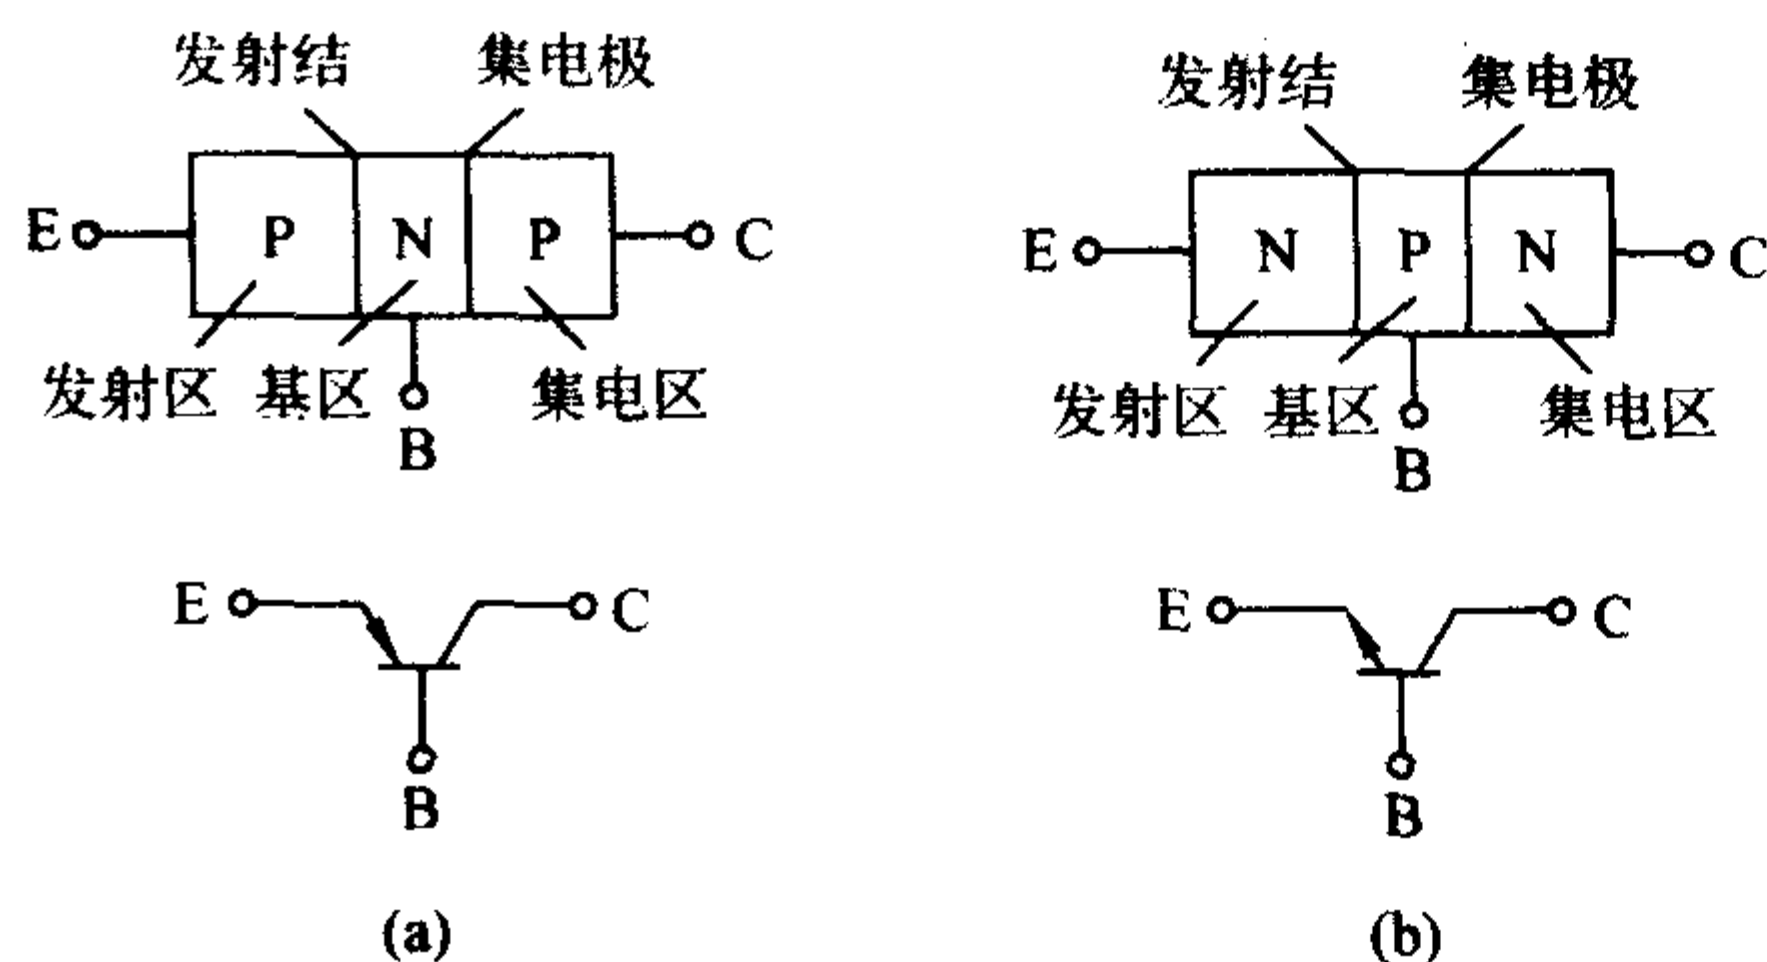 发射结 集电极
E P N P C
发射区 基区 集电区
B
E C
B
(a)
发射结 集电极
E N P N C
发射区 基区 集电区
B
E C
B
(b)